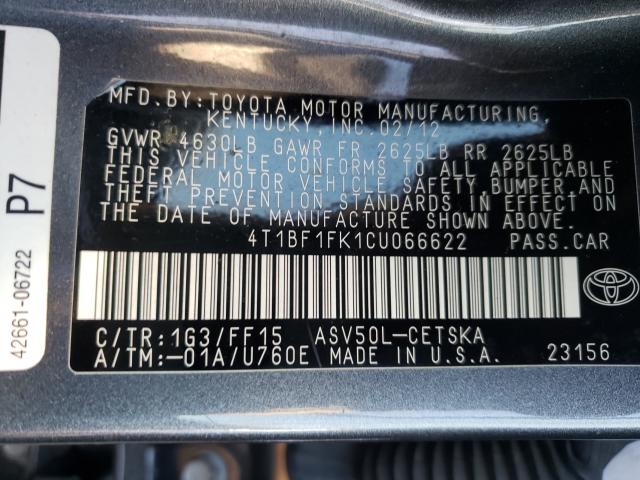 MFD.BY:TOYOTA MOTOR MANUFACTURING,
KENTUCKY, INC. 02/12
GVWR 4630LB GAWR FR 2625LB RR 2625LB
THIS VEHICLE CONFORMS TO ALL APPLICABLE
FEDERAL MOTOR VEHICLE SAFETY,BUMPER,AND
THEFT PREVENTION STANDARDS IN EFFECT ON
THE DATE OF MANUFACTURE SHOWN ABOVE.
4T1BF1FK1CU066622 PASS.CAR
C/TR:1G3/FF15 ASV50L-CETSKA
A/TM:-01A/U760E MADE IN U.S.A. 23156
42661-06722 P7